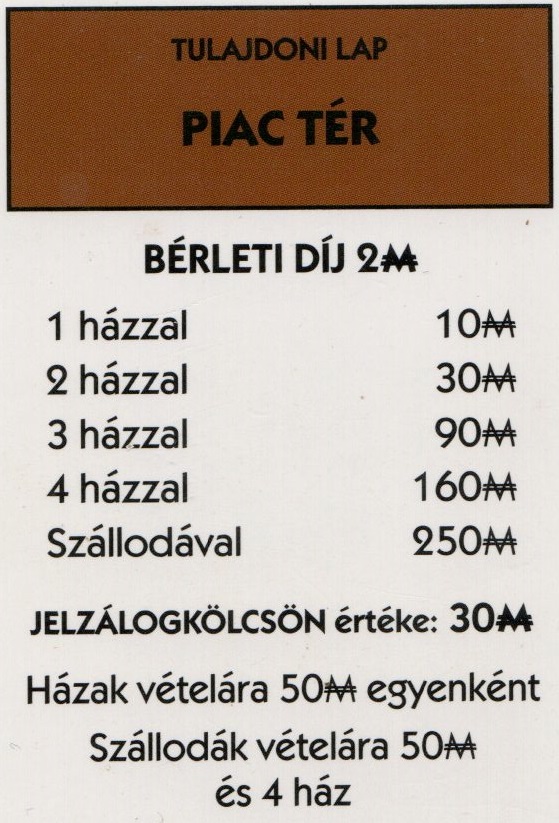 TULAJDONI LAP
PIAC TÉR
BÉRLETI DÍJ 2₩
1 házzal 10₩
2 házzal 30₩
3 házzal 90₩
4 házzal 160₩
Szállodával 250₩
JELZÁLOGKÖLCSÖN értéke: 30₩
Házak vételára 50₩ egyenként
Szállodák vételára 50₩
és 4 ház